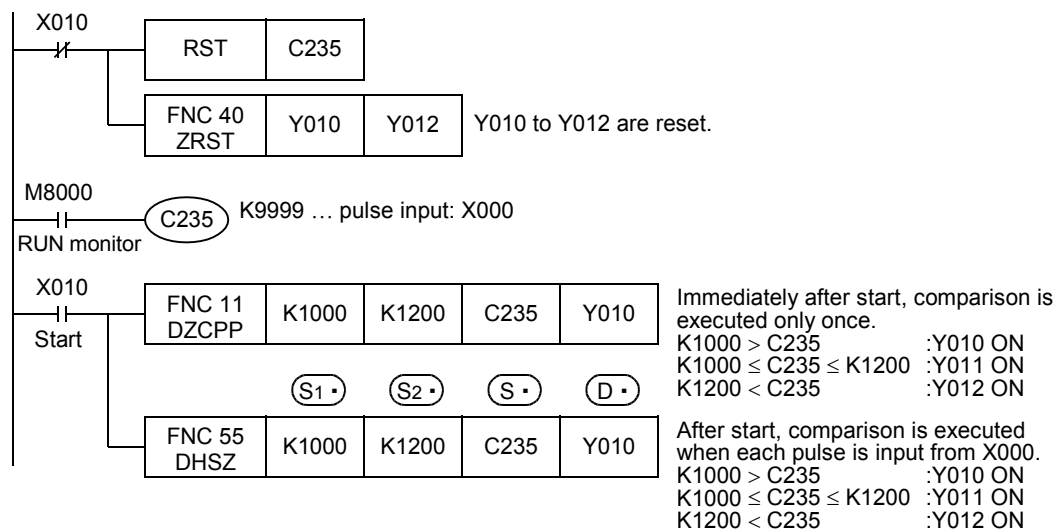 X010
RST C235
FNC 40
ZRST
Y010 Y012 Y010 to Y012 are reset.
M8000
C235 K9999 … pulse input: X000
RUN monitor
X010
Start
FNC 11
DZCPP
K1000 K1200 C235 Y010
Immediately after start, comparison is
executed only once.
K1000 > C235 :Y010 ON
K1000 ≤ C235 ≤ K1200 :Y011 ON
K1200 < C235 :Y012 ON
S1 · S2 · S · D ·
FNC 55
DHSZ
K1000 K1200 C235 Y010
After start, comparison is executed
when each pulse is input from X000.
K1000 > C235 :Y010 ON
K1000 ≤ C235 ≤ K1200 :Y011 ON
K1200 < C235 :Y012 ON